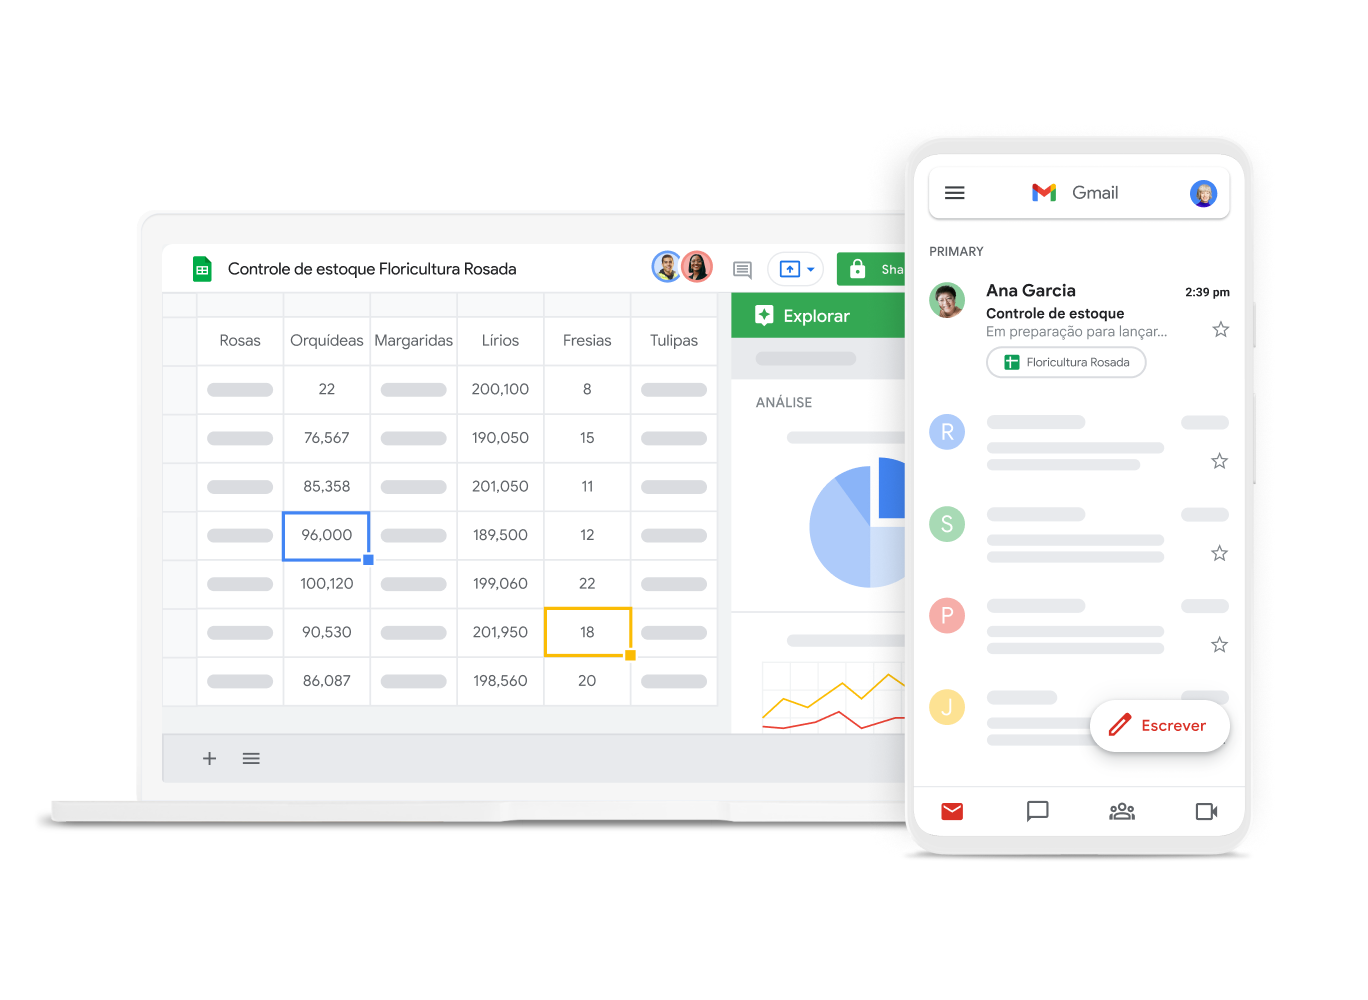 Controle de estoque Floricultura Rosada
Sha
Explorar
Rosas Orquídeas Margaridas Lírios Fresias Tulipas
22 200,100 8
76,567 190,050 15
85,358 201,050 11
96,000 189,500 12
100,120 199,060 22
90,530 201,950 18
86,087 198,560 20
ANÁLISE
Gmail
PRIMARY
Ana Garcia 2:39 pm
Controle de estoque
Em preparação para lançar...
Floricultura Rosada
R
S
P
J
Escrever